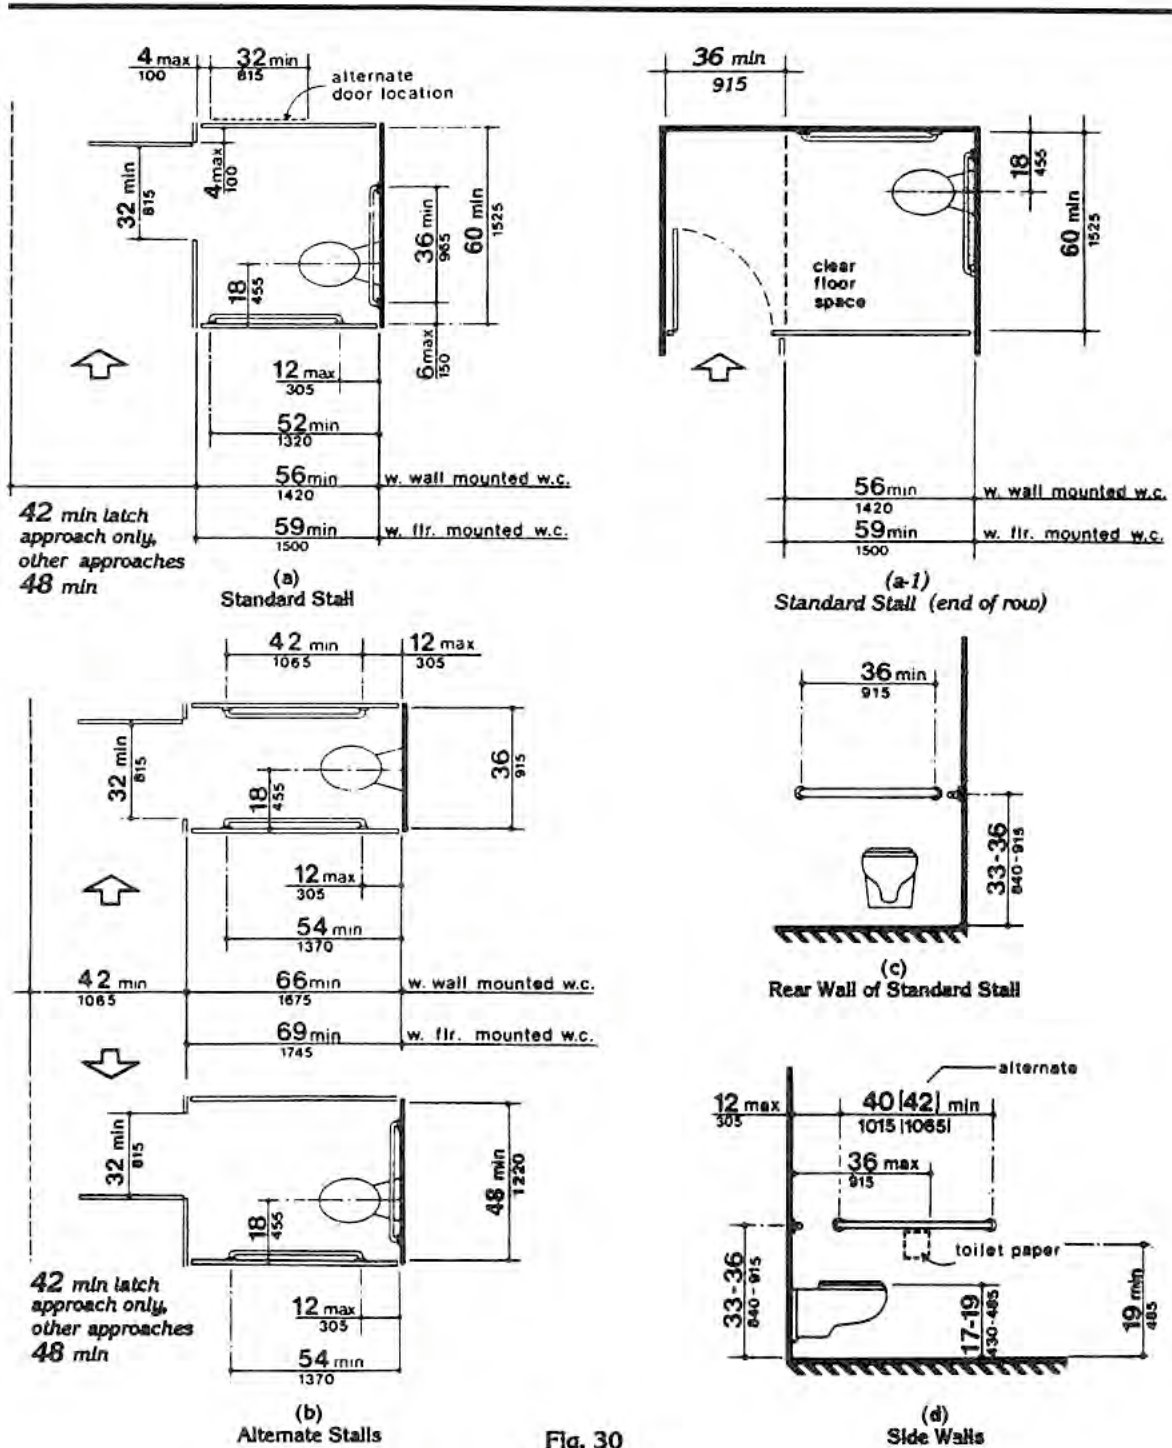 4 max
100
32 min
815
alternate
door location
32 min
815
4 max
100
36 min
965
60 min
1525
18
455
6 max
150
12 max
305
52 min
1320
56 min
1420
w. wall mounted w.c.
59 min
1500
w. flr. mounted w.c.
42 min latch
approach only,
other approaches
48 min
(a)
Standard Stall
36 min
915
18
455
60 min
1525
clear
floor
space
56 min
1420
w. wall mounted w.c.
59 min
1500
w. flr. mounted w.c.
(a-1)
Standard Stall (end of row)
42 min
1065
12 max
305
32 min
815
18
455
36
915
12 max
305
54 min
1370
42 min
1065
66 min
1675
w. wall mounted w.c.
69 min
1745
w. flr. mounted w.c.
32 min
815
18
455
48 min
1220
42 min latch
approach only,
other approaches
48 min
12 max
305
54 min
1370
(b)
Alternate Stalls
36 min
915
33-36
840-915
(c)
Rear Wall of Standard Stall
alternate
12 max
305
40 |42| min
1015 |1065|
36 max
915
toilet paper
33-36
840-915
17-19
430-485
19 min
485
(d)
Side Walls
Fig. 30